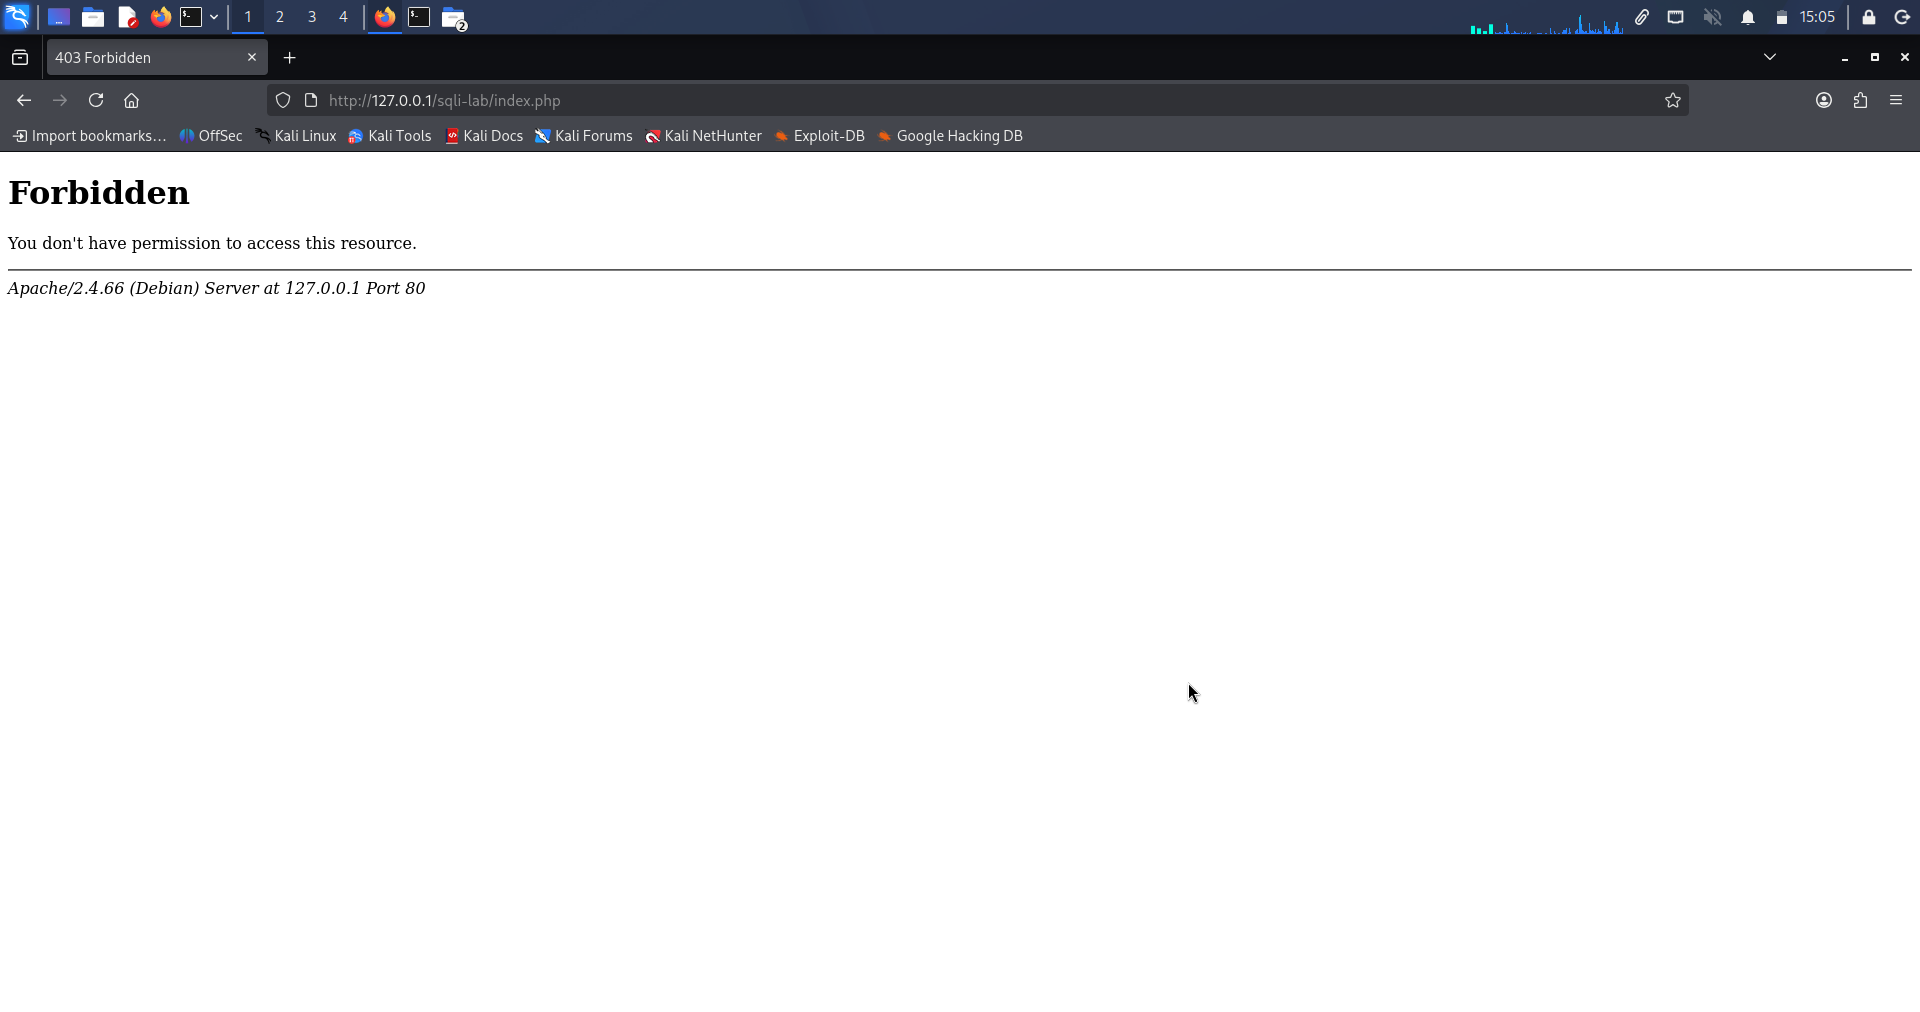 1 2 3 4 2 15:05
403 Forbidden
http://127.0.0.1/sqli-lab/index.php
Import bookmarks… OffSec Kali Linux Kali Tools Kali Docs Kali Forums Kali NetHunter Exploit-DB Google Hacking DB
Forbidden
You don't have permission to access this resource.
Apache/2.4.66 (Debian) Server at 127.0.0.1 Port 80